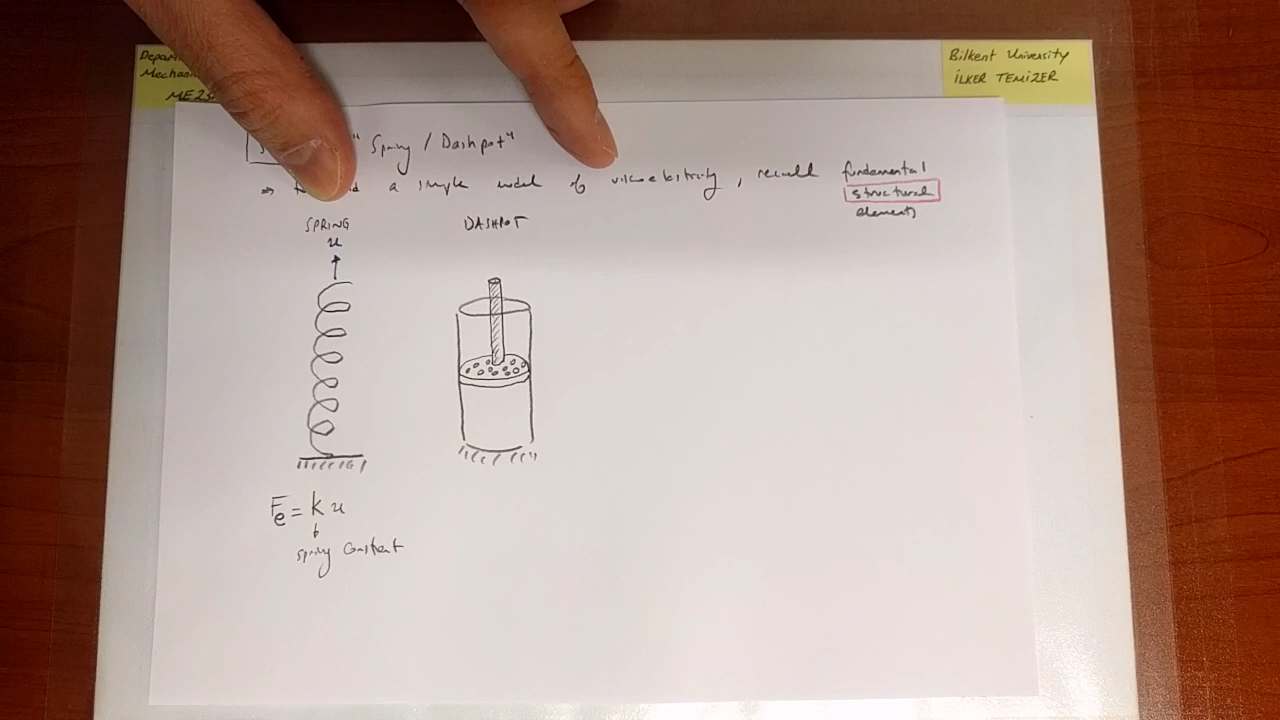 Bilkent University
İLKER TEMİZER
ME2
"Spring / Dashpot"
⇒ a simple model of viscoelasticity, recall fundamental
structural
elements
SPRING DASHPOT
u
Fe = k u
spring constant